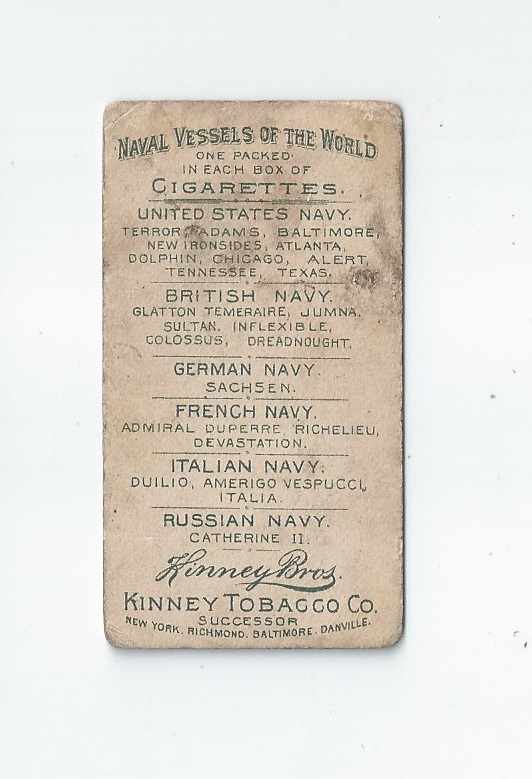 NAVAL VESSELS OF THE WORLD
ONE PACKED
IN EACH BOX OF
CIGARETTES.
UNITED STATES NAVY.
TERROR, ADAMS, BALTIMORE,
NEW IRONSIDES, ATLANTA,
DOLPHIN, CHICAGO, ALERT,
TENNESSEE, TEXAS.
BRITISH NAVY.
GLATTON TEMERAIRE, JUMNA,
SULTAN, INFLEXIBLE,
COLOSSUS, DREADNOUGHT.
GERMAN NAVY.
SACHSEN.
FRENCH NAVY.
ADMIRAL DUPERRE, RICHELIEU,
DEVASTATION.
ITALIAN NAVY.
DUILIO, AMERIGO VESPUCCI,
ITALIA.
RUSSIAN NAVY.
CATHERINE II.
Kinney Bros.
KINNEY TOBACCO CO.
SUCCESSOR
NEW YORK. RICHMOND. BALTIMORE. DANVILLE.